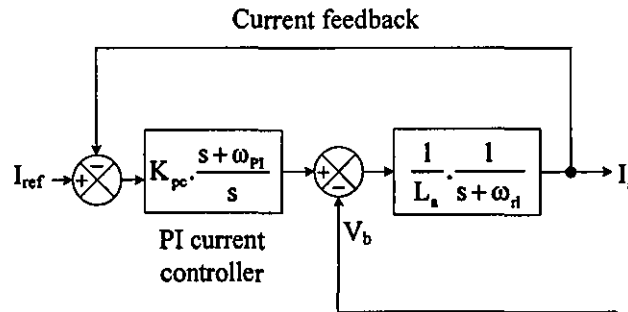 Current feedback
I_ref
+
−
K_pc . (s + ω_PI) / s
+
−
1 / L_a . 1 / (s + ω_rl)
V_b
PI current
controller